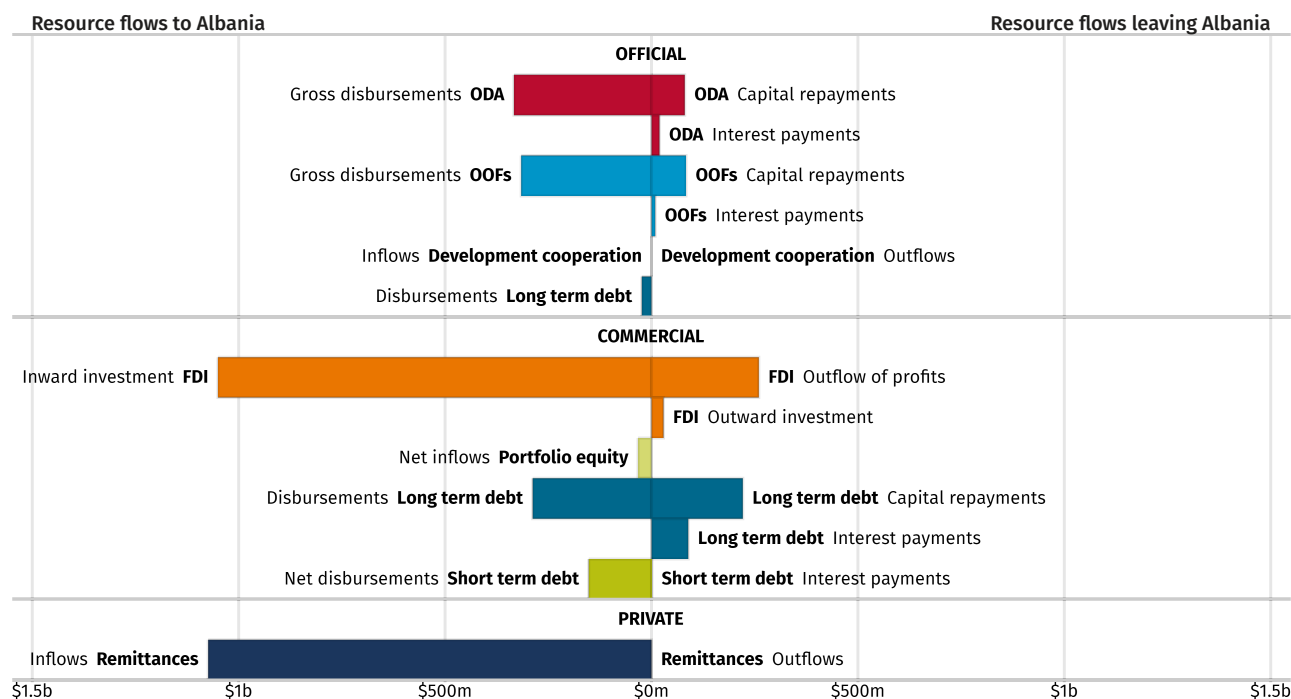 Resource flows to Albania Resource flows leaving Albania
OFFICIAL
Gross disbursements ODA ODA Capital repayments
ODA Interest payments
Gross disbursements OOFs OOFs Capital repayments
OOFs Interest payments
Inflows Development cooperation Development cooperation Outflows
Disbursements Long term debt
COMMERCIAL
Inward investment FDI FDI Outflow of profits
FDI Outward investment
Net inflows Portfolio equity
Disbursements Long term debt Long term debt Capital repayments
Long term debt Interest payments
Net disbursements Short term debt Short term debt Interest payments
PRIVATE
Inflows Remittances Remittances Outflows
$1.5b $1b $500m $0m $500m $1b $1.5b